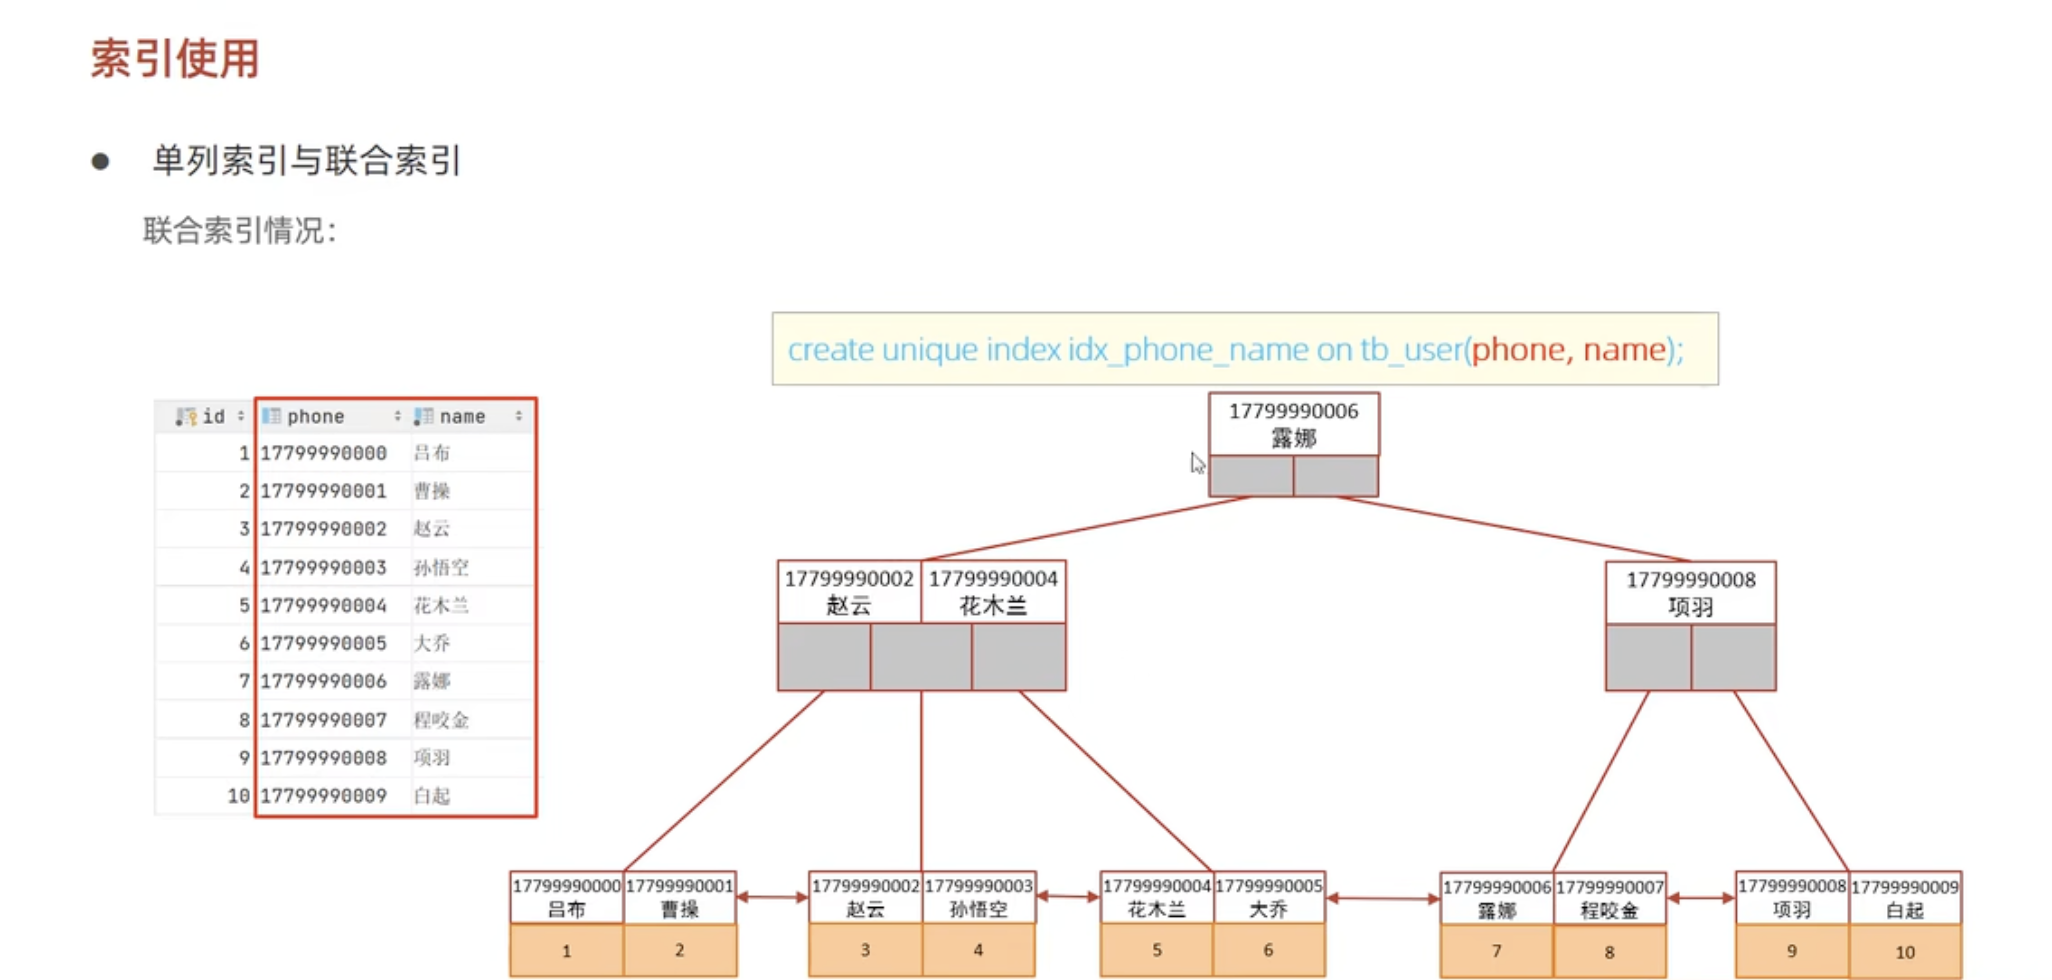 索引使用
● 单列索引与联合索引
联合索引情况：
create unique index idx_phone_name on tb_user(phone, name);
id phone name
1 17799990000 吕布
2 17799990001 曹操
3 17799990002 赵云
4 17799990003 孙悟空
5 17799990004 花木兰
6 17799990005 大乔
7 17799990006 露娜
8 17799990007 程咬金
9 17799990008 项羽
10 17799990009 白起
17799990006
露娜
17799990002 17799990004
赵云 花木兰
17799990008
项羽
17799990000 17799990001 17799990002 17799990003 17799990004 17799990005 17799990006 17799990007 17799990008 17799990009
吕布 曹操 赵云 孙悟空 花木兰 大乔 露娜 程咬金 项羽 白起
1 2 3 4 5 6 7 8 9 10